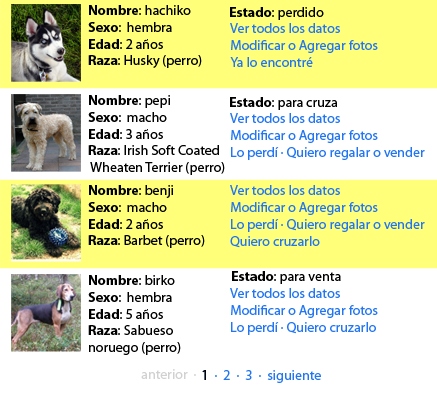 Nombre: hachiko
Sexo: hembra
Edad: 2 años
Raza: Husky (perro)
Estado: perdido
Ver todos los datos
Modificar o Agregar fotos
Ya lo encontré
Nombre: pepi
Sexo: macho
Edad: 3 años
Raza: Irish Soft Coated
Wheaten Terrier (perro)
Estado: para cruza
Ver todos los datos
Modificar o Agregar fotos
Lo perdí · Quiero regalar o vender
Nombre: benji
Sexo: macho
Edad: 2 años
Raza: Barbet (perro)
Ver todos los datos
Modificar o Agregar fotos
Lo perdí · Quiero regalar o vender
Quiero cruzarlo
Nombre: birko
Sexo: hembra
Edad: 5 años
Raza: Sabueso
noruego (perro)
Estado: para venta
Ver todos los datos
Modificar o Agregar fotos
Lo perdí · Quiero cruzarlo
anterior · 1 · 2 · 3 · siguiente